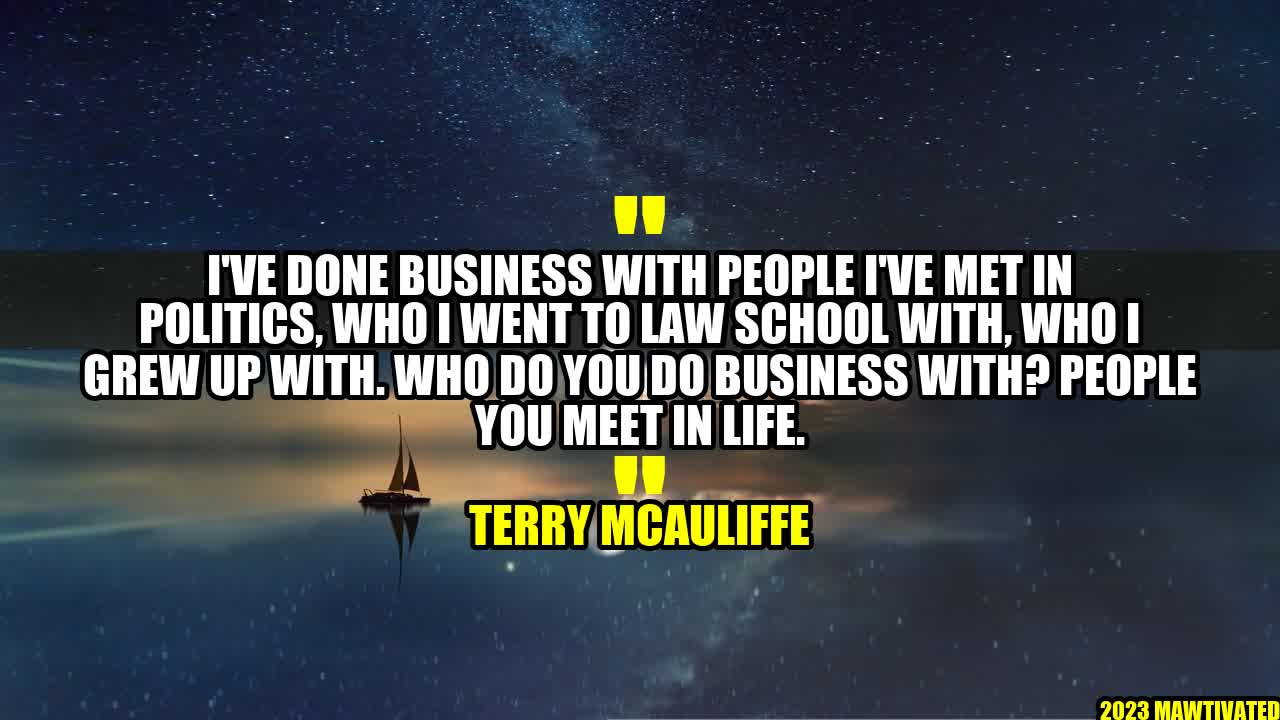 "
I'VE DONE BUSINESS WITH PEOPLE I'VE MET IN
POLITICS, WHO I WENT TO LAW SCHOOL WITH, WHO I
GREW UP WITH. WHO DO YOU DO BUSINESS WITH? PEOPLE
YOU MEET IN LIFE.
"
TERRY MCAULIFFE
2023 MAWTIVATED